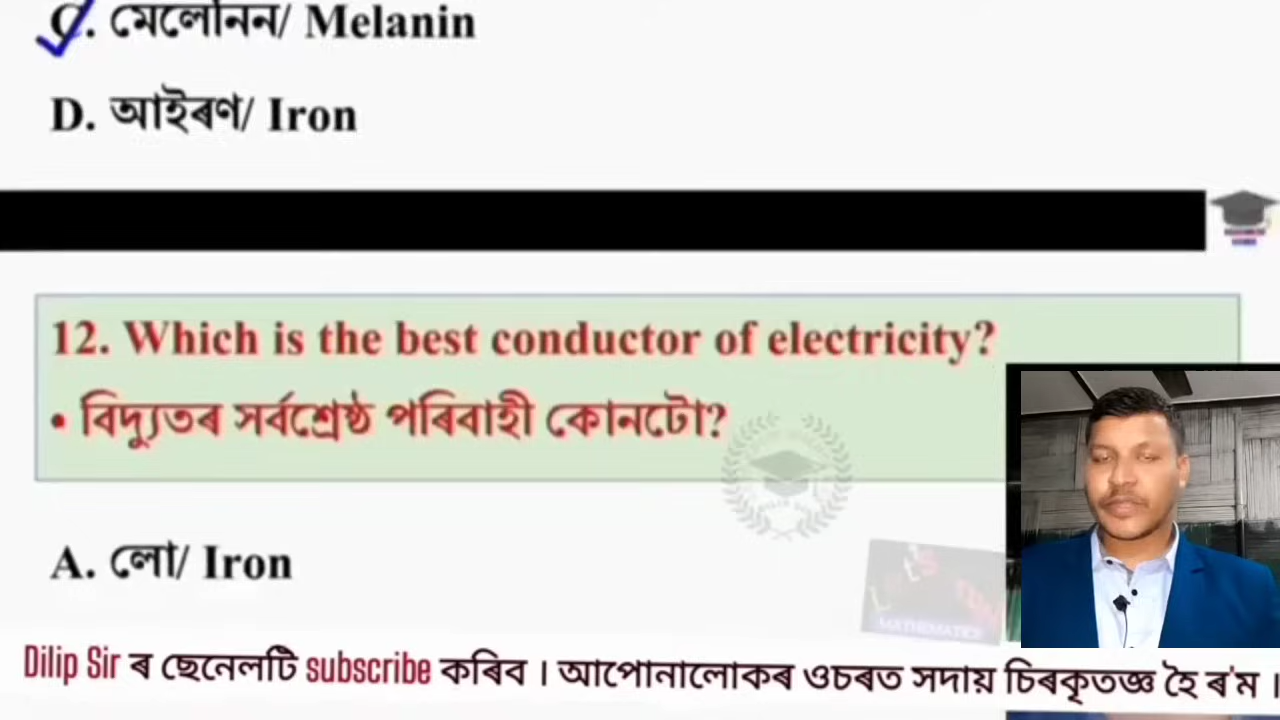 C. মেলেনিন/ Melanin
D. আইৰণ/ Iron
12. Which is the best conductor of electricity?
• বিদ্যুতৰ সৰ্বশ্ৰেষ্ঠ পৰিবাহী কোনটো?
A. লো/ Iron
MATHEMATICS
Dilip Sir ৰ ছেনেলটি subscribe কৰিব । আপোনালোকৰ ওচৰত সদায় চিৰকৃতজ্ঞ হৈ ৰ'ম ।